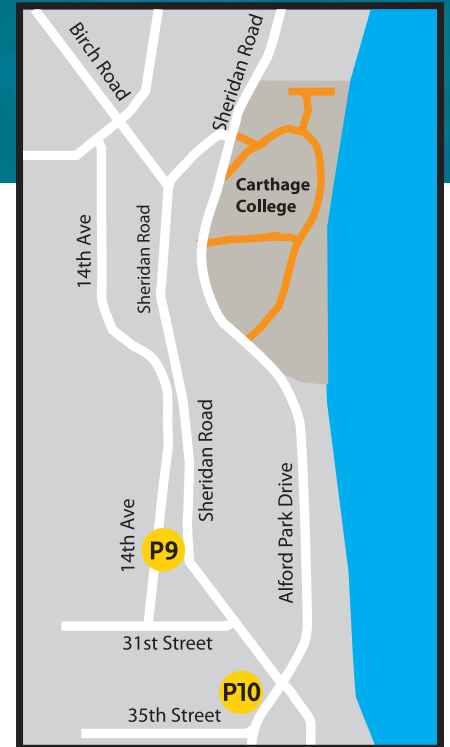 Birch Road
Sheridan Road
Carthage
College
14th Ave
Sheridan Road
Sheridan Road
14th Ave
Alford Park Drive
P9
31st Street
P10
35th Street